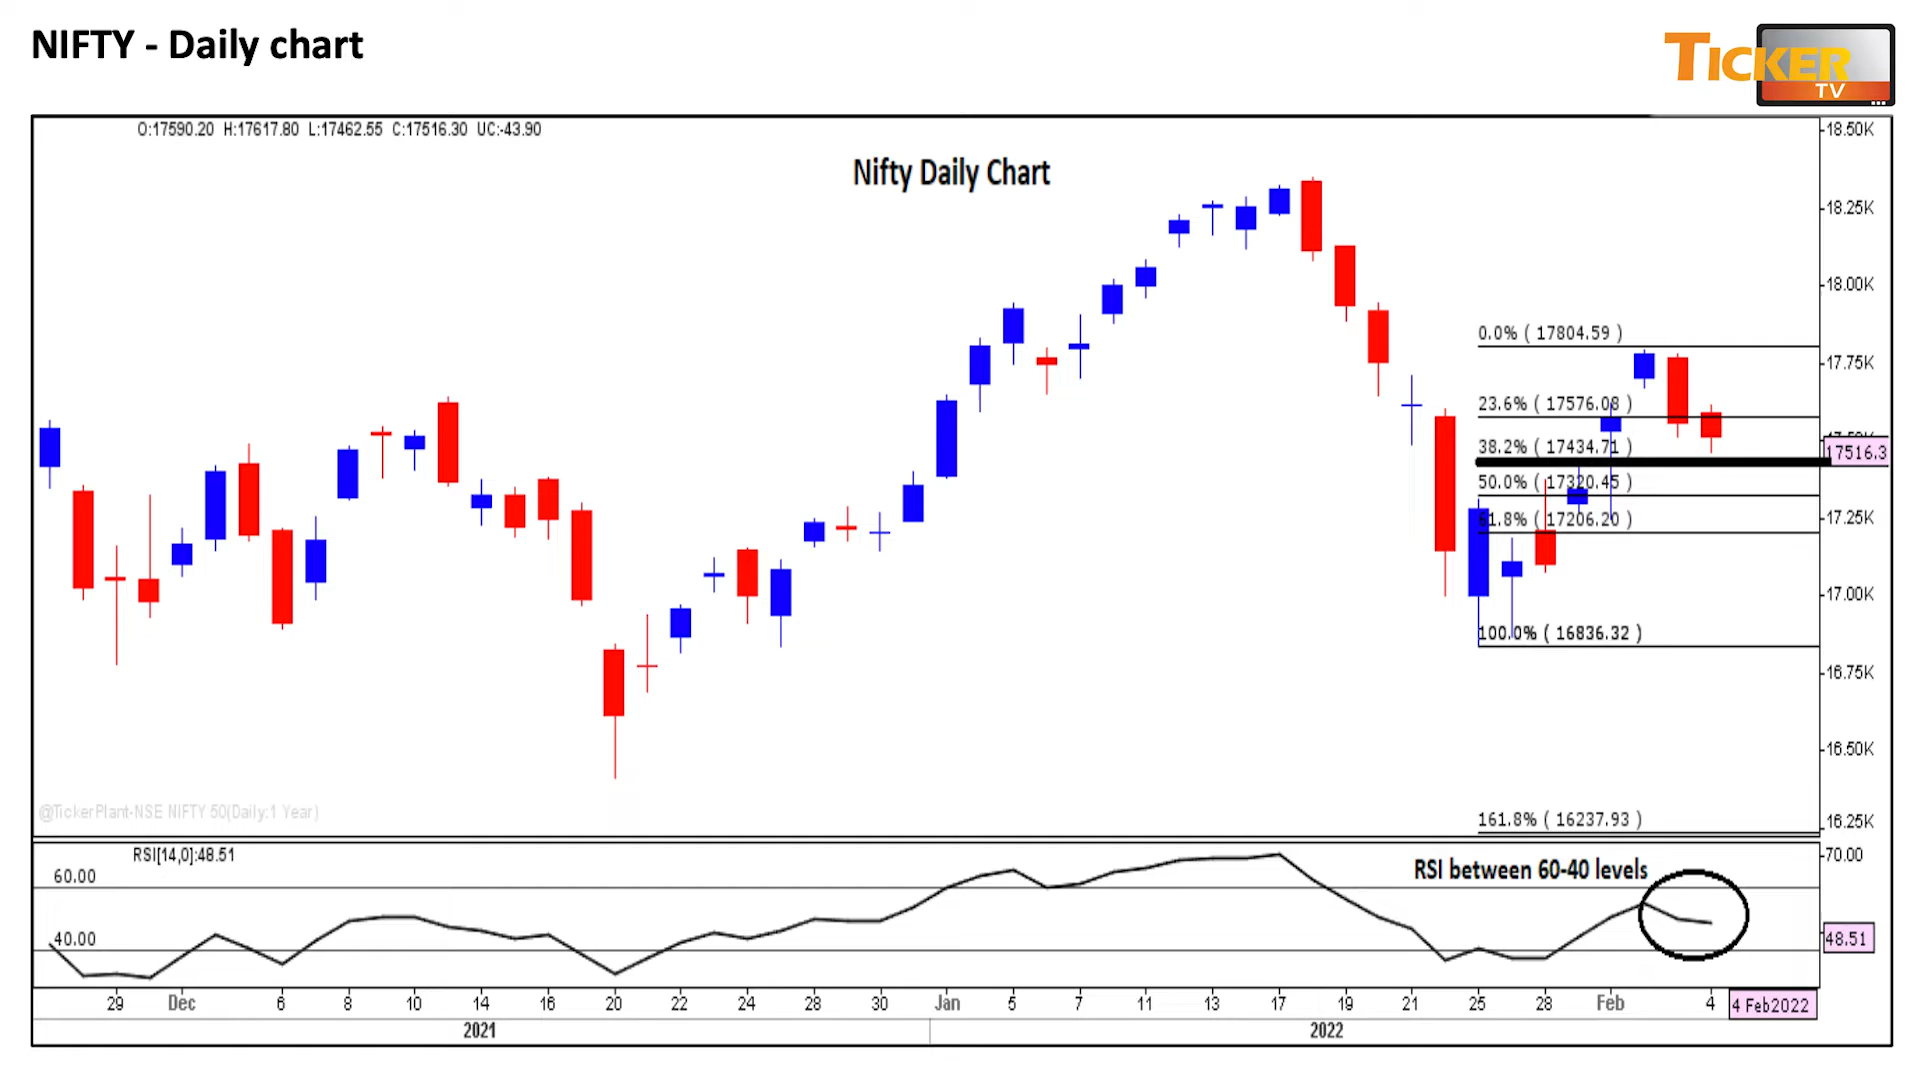 NIFTY - Daily chart
TICKER
TV
O:17590.20 H:17617.80 L:17462.55 C:17516.30 UC:-43.90
Nifty Daily Chart
18.50K
18.25K
18.00K
17.75K
17.25K
17.00K
16.75K
16.50K
16.25K
17516.3
0.0% ( 17804.59 )
23.6% ( 17576.08 )
38.2% ( 17434.71 )
50.0% ( 17320.45 )
61.8% ( 17206.20 )
100.0% ( 16836.32 )
161.8% ( 16237.93 )
@TickerPlant-NSE NIFTY 50(Daily:1 Year)
RSI[14,0]:48.51
RSI between 60-40 levels
70.00
60.00
40.00
48.51
29 Dec 6 8 10 14 16 20 22 24 28 30 Jan 5 7 11 13 17 19 21 25 28 Feb 4 4 Feb2022
2021 2022